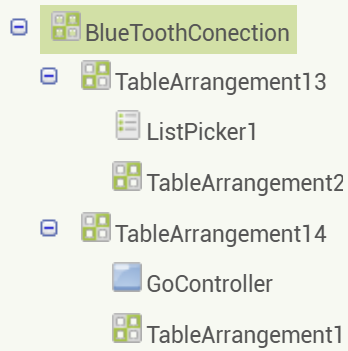 BlueToothConection
TableArrangement13
ListPicker1
TableArrangement2
TableArrangement14
GoController
TableArrangement1